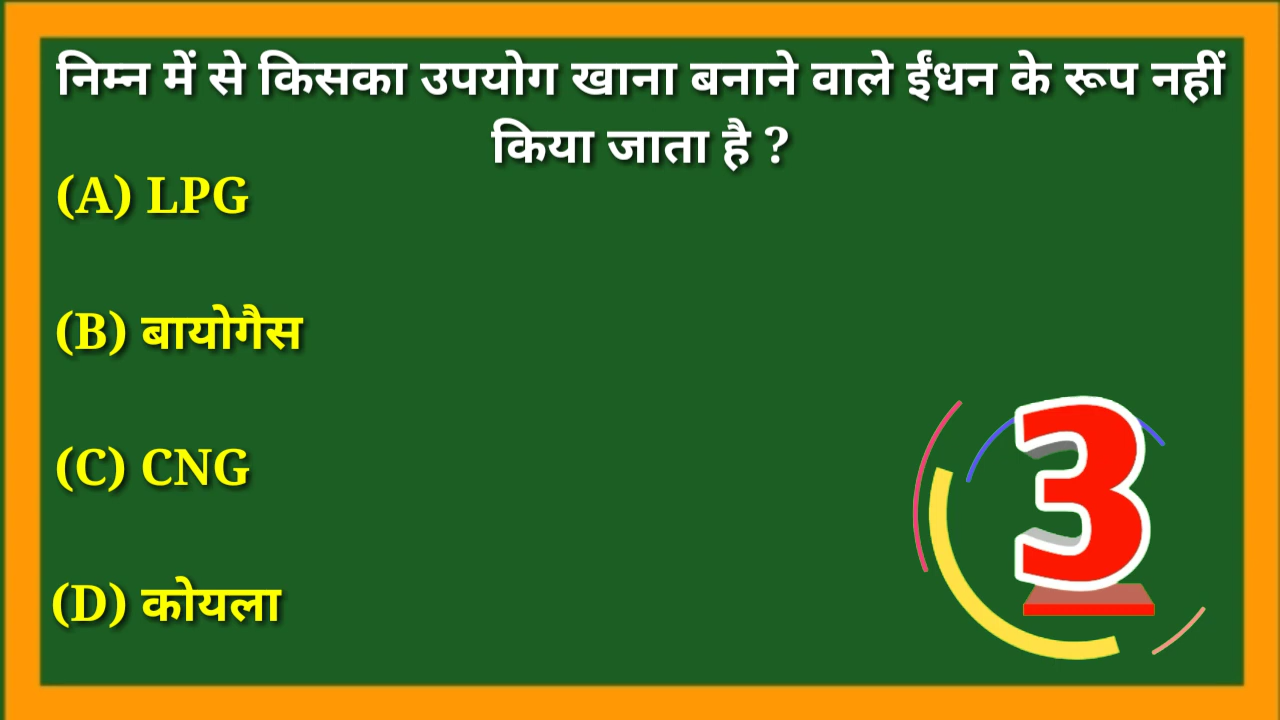 निम्न में से किसका उपयोग खाना बनाने वाले ईंधन के रूप नहीं
किया जाता है ?
(A) LPG
(B) बायोगैस
(C) CNG
(D) कोयला
3